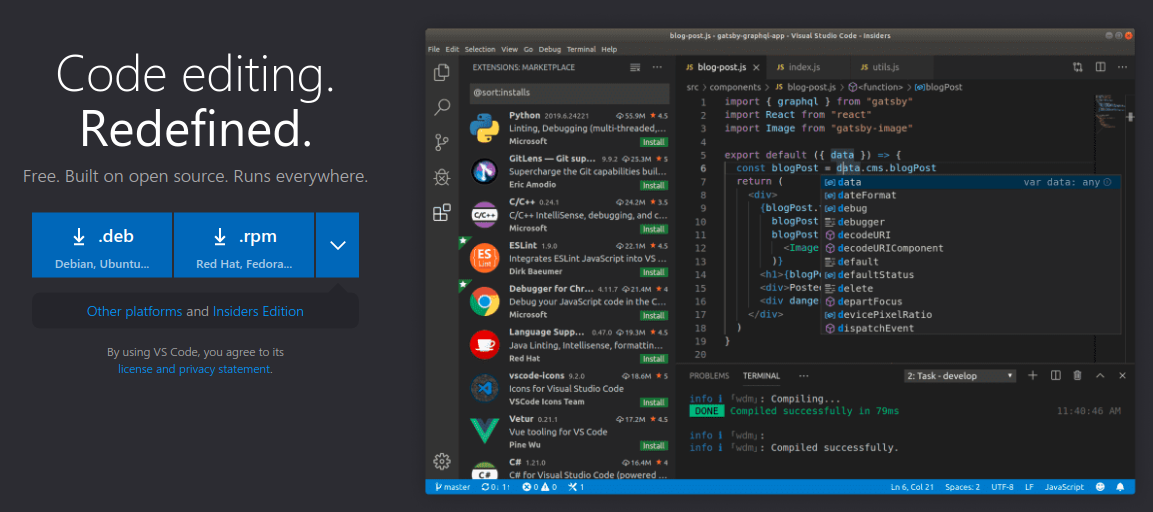 Code editing.
Redefined.
Free. Built on open source. Runs everywhere.
.deb
Debian, Ubuntu...
.rpm
Red Hat, Fedora...
Other platforms and Insiders Edition
By using VS Code, you agree to its
license and privacy statement.
blog-post.js - gatsby-graphql-app - Visual Studio Code - Insiders
File Edit Selection View Go Debug Terminal Help
EXTENSIONS: MARKETPLACE
@sort:installs
Python 2019.6.24221 55.9M ★ 4.5
Linting, Debugging (multi-threaded,...
Microsoft Install
GitLens — Git sup... 9.9.2 25.3M ★ 5
Supercharge the Git capabilities buil...
Eric Amodio Install
C/C++ 0.24.1 24.2M ★ 3.5
C/C++ IntelliSense, debugging, and c...
Microsoft Install
ESLint 1.9.0 22.1M ★ 4.5
Integrates ESLint JavaScript into VS ...
Dirk Baeumer Install
Debugger for Chr... 4.11.7 21.4M ★ 4
Debug your JavaScript code in the C...
Microsoft Install
Language Supp... 0.47.0 19.3M ★ 4.5
Java Linting, Intellisense, formattin...
Red Hat Install
vscode-icons 9.2.0 18.6M ★ 5
Icons for Visual Studio Code
VSCode Icons Team Install
Vetur 0.21.1 17.2M ★ 4.5
Vue tooling for VS Code
Pine Wu Install
C# 1.21.0 16.4M ★ 4
C# for Visual Studio Code (powered ...
C/C++
ES
Lint
C#
JS blog-post.js ×
JS index.js
JS utils.js
src > components > JS blog-post.js > <function> > blogPost
1 import { graphql } from "gatsby"
2 import React from "react"
3 import Image from "gatsby-image"
4
5 export default ({ data }) => {
6 const blogPost = data.cms.blogPost
7 return (
8 <div>
9 {blogPost.
10 blogPost
11 blogPost
12 <Image
13 )}
14 <h1>{blogP
15 <div>Poste
16 <div dange
17 </div>
18 )
19 }
20
data var data: any
dateFormat
debug
debugger
decodeURI
decodeURIComponent
default
defaultStatus
delete
departFocus
devicePixelRatio
dispatchEvent
PROBLEMS TERMINAL ··· 2: Task - develop
info i ｢wdm｣: Compiling...
DONE Compiled successfully in 79ms 11:40:46 AM
info i ｢wdm｣:
info i ｢wdm｣: Compiled successfully.
master 0↓ 1↑ 0 0 1 Ln 6, Col 21 Spaces: 2 UTF-8 LF JavaScript